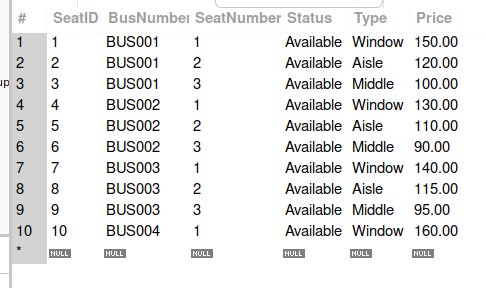 # SeatID BusNumber SeatNumber Status Type Price
1 1 BUS001 1 Available Window 150.00
2 2 BUS001 2 Available Aisle 120.00
3 3 BUS001 3 Available Middle 100.00
up
4 4 BUS002 1 Available Window 130.00
5 5 BUS002 2 Available Aisle 110.00
6 6 BUS002 3 Available Middle 90.00
7 7 BUS003 1 Available Window 140.00
8 8 BUS003 2 Available Aisle 115.00
9 9 BUS003 3 Available Middle 95.00
10 10 BUS004 1 Available Window 160.00
* NULL NULL NULL NULL NULL NULL